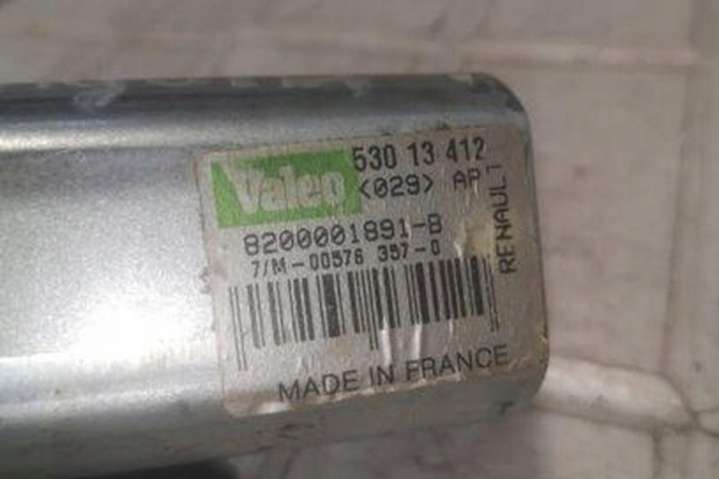 Valeo
530 13 412
<029> AP
8200001891-B
7/M-00576 357-0
RENAULT
MADE IN FRANCE